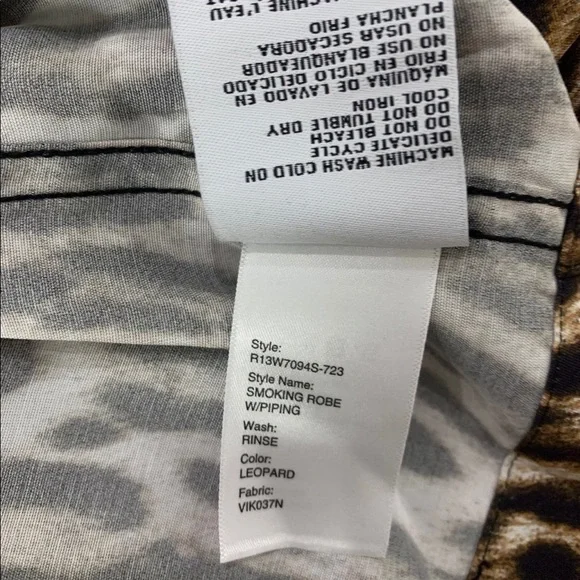 MACHINE WASH COLD ON
DELICATE CYCLE
DO NOT BLEACH
DO NOT TUMBLE DRY
COOL IRON
MÁQUINA DE LAVADO EN
FRIO EN CICLO DELICADO
NO USE BLANQUEADOR
NO USAR SECADORA
PLANCHA FRIO
MACHINE L'EAU
Style:
R13W7094S-723
Style Name:
SMOKING ROBE
W/PIPING
Wash:
RINSE
Color:
LEOPARD
Fabric:
VIK037N